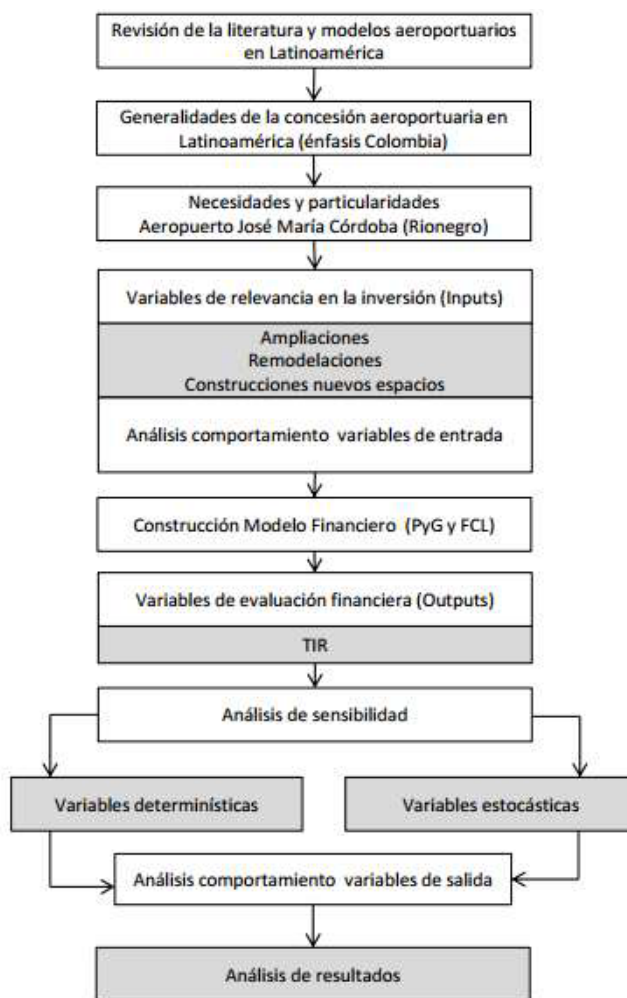 Revisión de la literatura y modelos aeroportuarios
en Latinoamérica
Generalidades de la concesión aeroportuaria en
Latinoamérica (énfasis Colombia)
Necesidades y particularidades
Aeropuerto José María Córdoba (Rionegro)
Variables de relevancia en la inversión (Inputs)
Ampliaciones
Remodelaciones
Construcciones nuevos espacios
Análisis comportamiento variables de entrada
Construcción Modelo Financiero (PyG y FCL)
Variables de evaluación financiera (Outputs)
TIR
Análisis de sensibilidad
Variables determinísticas
Variables estocásticas
Análisis comportamiento variables de salida
Análisis de resultados